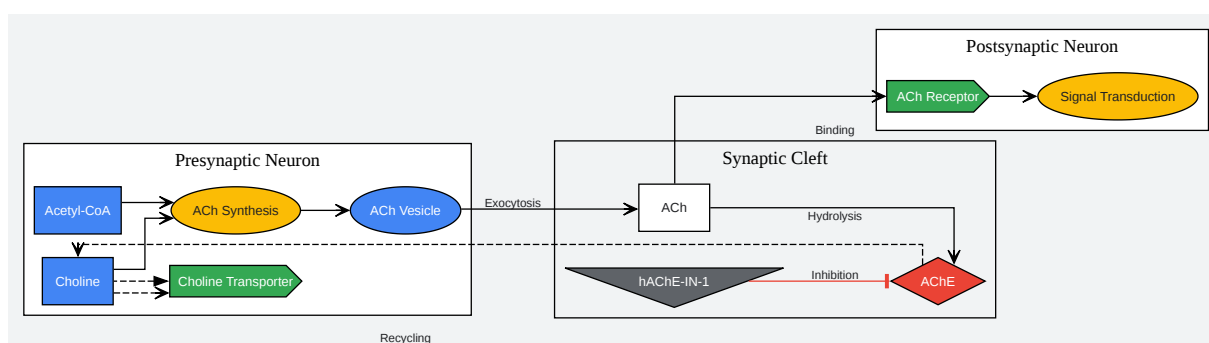 Postsynaptic Neuron
ACh Receptor
Signal Transduction
Binding
Presynaptic Neuron
Synaptic Cleft
Acetyl-CoA
ACh Synthesis
ACh Vesicle
Exocytosis
ACh
Hydrolysis
Choline
Choline Transporter
hAChE-IN-1
Inhibition
AChE
Recycling